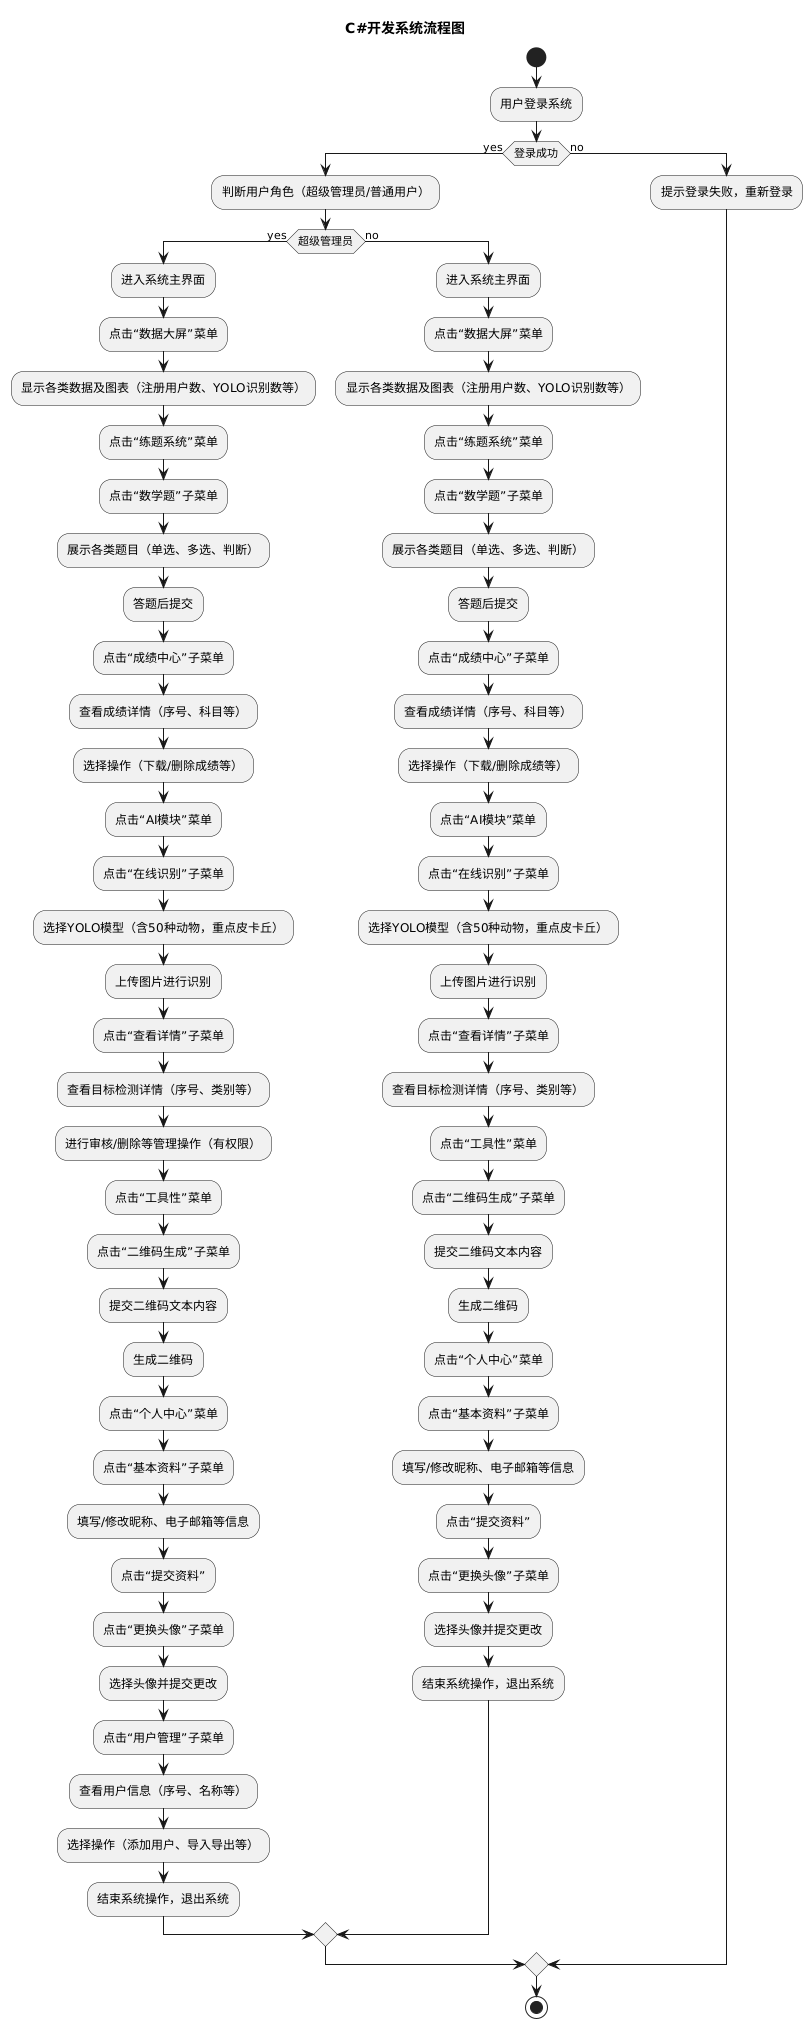 C#开发系统流程图
用户登录系统
登录成功
yes
no
判断用户角色（超级管理员/普通用户）
超级管理员
yes
no
进入系统主界面
点击“数据大屏”菜单
显示各类数据及图表（注册用户数、YOLO识别数等）
点击“练题系统”菜单
点击“数学题”子菜单
展示各类题目（单选、多选、判断）
答题后提交
点击“成绩中心”子菜单
查看成绩详情（序号、科目等）
选择操作（下载/删除成绩等）
点击“AI模块”菜单
点击“在线识别”子菜单
选择YOLO模型（含50种动物，重点皮卡丘）
上传图片进行识别
点击“查看详情”子菜单
查看目标检测详情（序号、类别等）
进行审核/删除等管理操作（有权限）
点击“工具性”菜单
点击“二维码生成”子菜单
提交二维码文本内容
生成二维码
点击“个人中心”菜单
点击“基本资料”子菜单
填写/修改昵称、电子邮箱等信息
点击“提交资料”
点击“更换头像”子菜单
选择头像并提交更改
点击“用户管理”子菜单
查看用户信息（序号、名称等）
选择操作（添加用户、导入导出等）
结束系统操作，退出系统
进入系统主界面
点击“数据大屏”菜单
显示各类数据及图表（注册用户数、YOLO识别数等）
点击“练题系统”菜单
点击“数学题”子菜单
展示各类题目（单选、多选、判断）
答题后提交
点击“成绩中心”子菜单
查看成绩详情（序号、科目等）
选择操作（下载/删除成绩等）
点击“AI模块”菜单
点击“在线识别”子菜单
选择YOLO模型（含50种动物，重点皮卡丘）
上传图片进行识别
点击“查看详情”子菜单
查看目标检测详情（序号、类别等）
点击“工具性”菜单
点击“二维码生成”子菜单
提交二维码文本内容
生成二维码
点击“个人中心”菜单
点击“基本资料”子菜单
填写/修改昵称、电子邮箱等信息
点击“提交资料”
点击“更换头像”子菜单
选择头像并提交更改
结束系统操作，退出系统
提示登录失败，重新登录